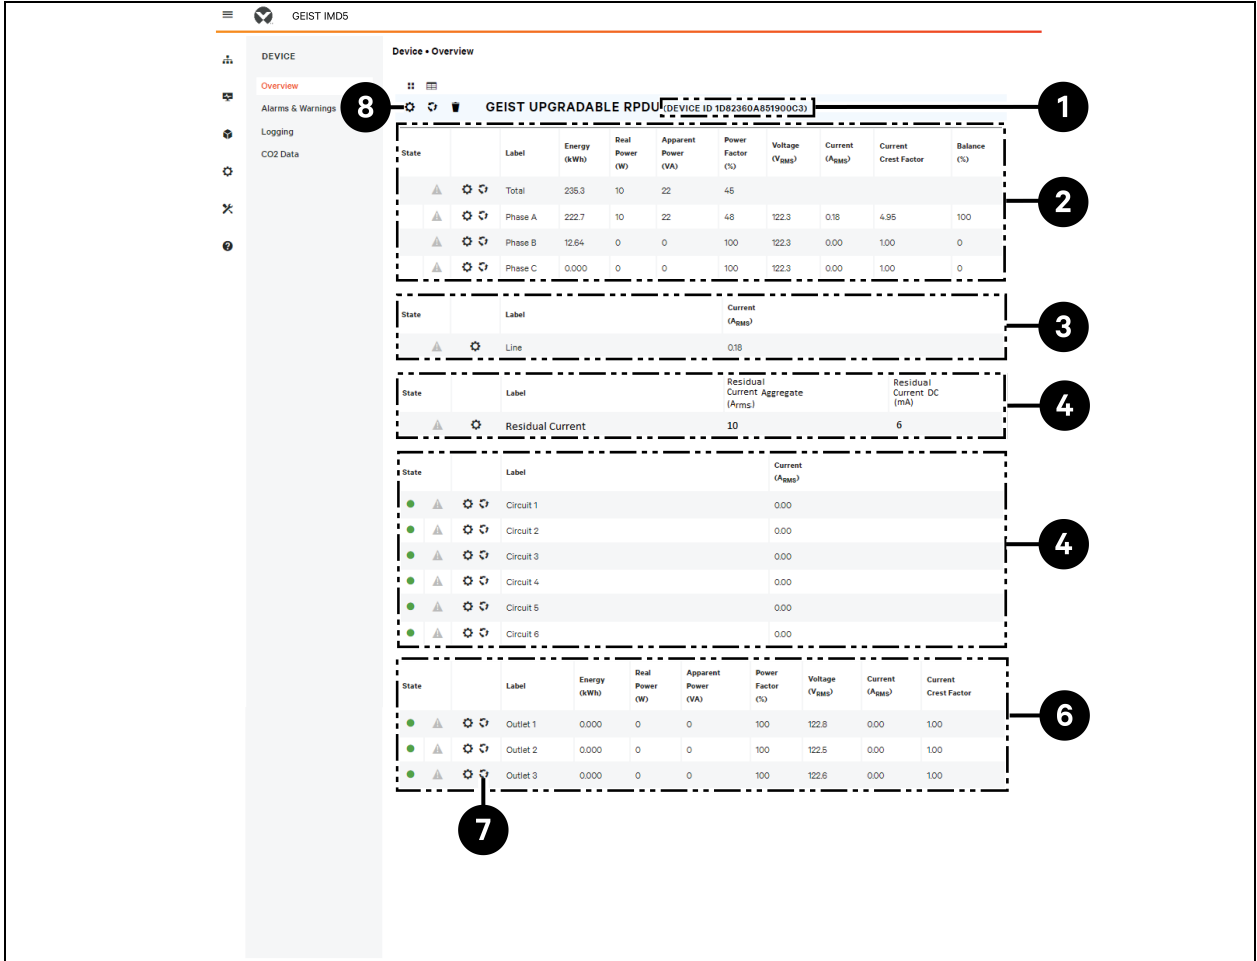 GEIST IMD5
DEVICE
Overview
Alarms & Warnings
Logging
CO2 Data
Device • Overview
8
GEIST UPGRADABLE RPDU (DEVICE ID 1D82360A851900C3)
1
State Label Energy (kWh) Real Power (W) Apparent Power (VA) Power Factor (%) Voltage (VRMS) Current (ARMS) Current Crest Factor Balance (%)
Total 235.3 10 22 45
Phase A 222.7 10 22 48 122.3 0.18 4.95 100
Phase B 12.64 0 0 100 122.3 0.00 1.00 0
Phase C 0.000 0 0 100 122.3 0.00 1.00 0
2
State Label Current (ARMS)
Line 0.18
3
State Label Residual Current Aggregate (Arms) Residual Current DC (mA)
Residual Current 10 6
4
State Label Current (ARMS)
Circuit 1 0.00
Circuit 2 0.00
Circuit 3 0.00
Circuit 4 0.00
Circuit 5 0.00
Circuit 6 0.00
4
State Label Energy (kWh) Real Power (W) Apparent Power (VA) Power Factor (%) Voltage (VRMS) Current (ARMS) Current Crest Factor
Outlet 1 0.000 0 0 100 122.8 0.00 1.00
Outlet 2 0.000 0 0 100 122.5 0.00 1.00
Outlet 3 0.000 0 0 100 122.6 0.00 1.00
6
7